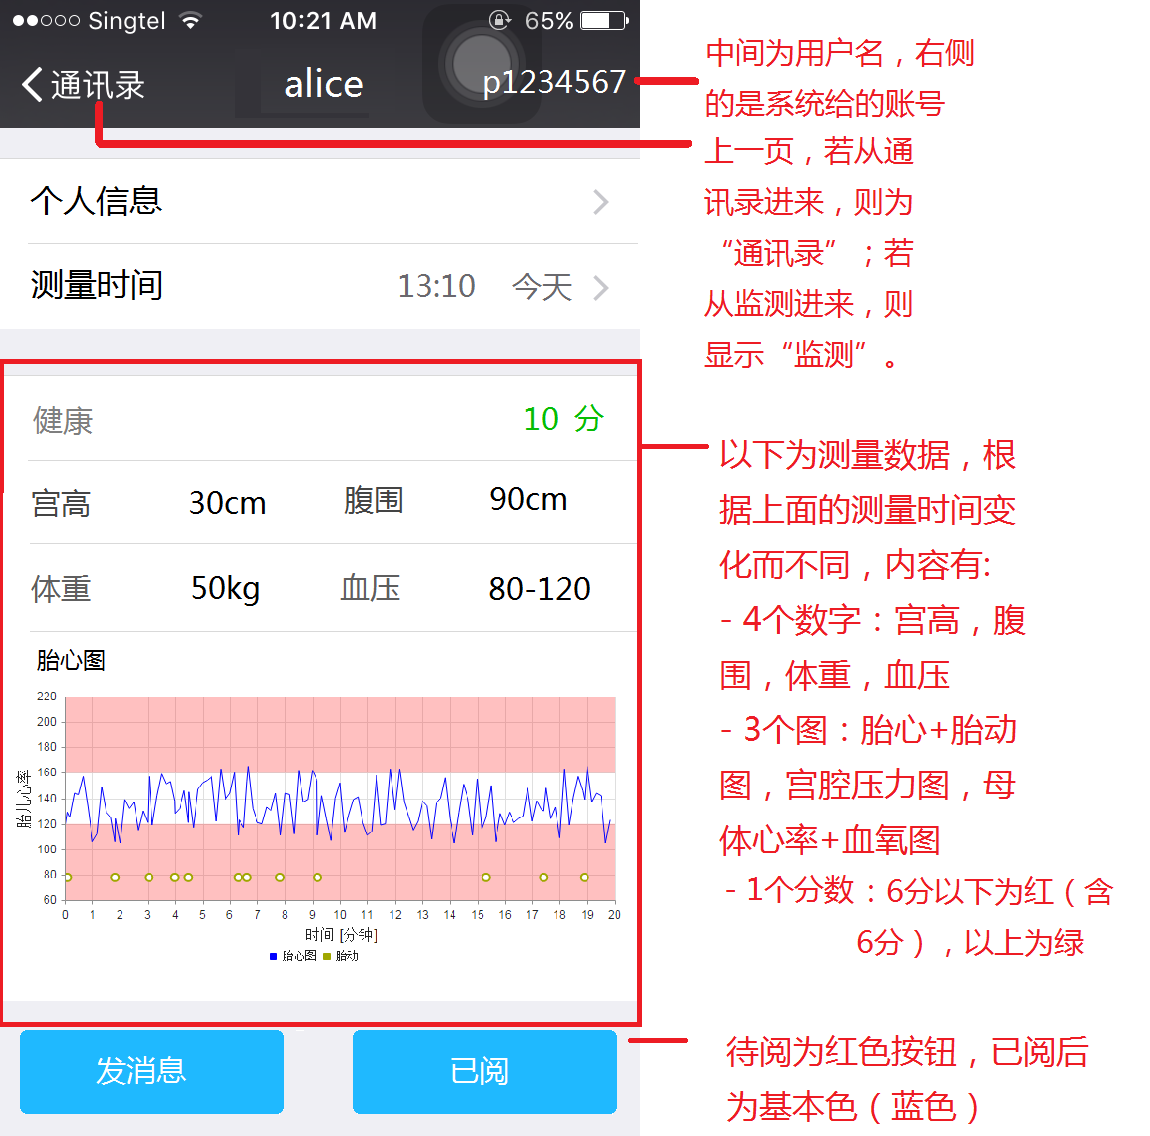 Singtel 10:21 AM 65%
通讯录 alice p1234567
中间为用户名，右侧
的是系统给的账号
上一页，若从通
讯录进来，则为
“通讯录”；若
从监测进来，则
显示“监测”。
个人信息
测量时间 13:10 今天
健康 10 分
宫高 30cm 腹围 90cm
体重 50kg 血压 80-120
以下为测量数据，根
据上面的测量时间变
化而不同，内容有:
- 4个数字：宫高，腹
围，体重，血压
- 3个图：胎心+胎动
图，宫腔压力图，母
体心率+血氧图
- 1个分数：6分以下为红（含
6分），以上为绿
胎心图
220
200
180
160
140
120
100
80
60
胎儿心率
0 1 2 3 4 5 6 7 8 9 10 11 12 13 14 15 16 17 18 19 20
时间 [分钟]
胎心图 胎动
发消息 已阅
待阅为红色按钮，已阅后
为基本色（蓝色）